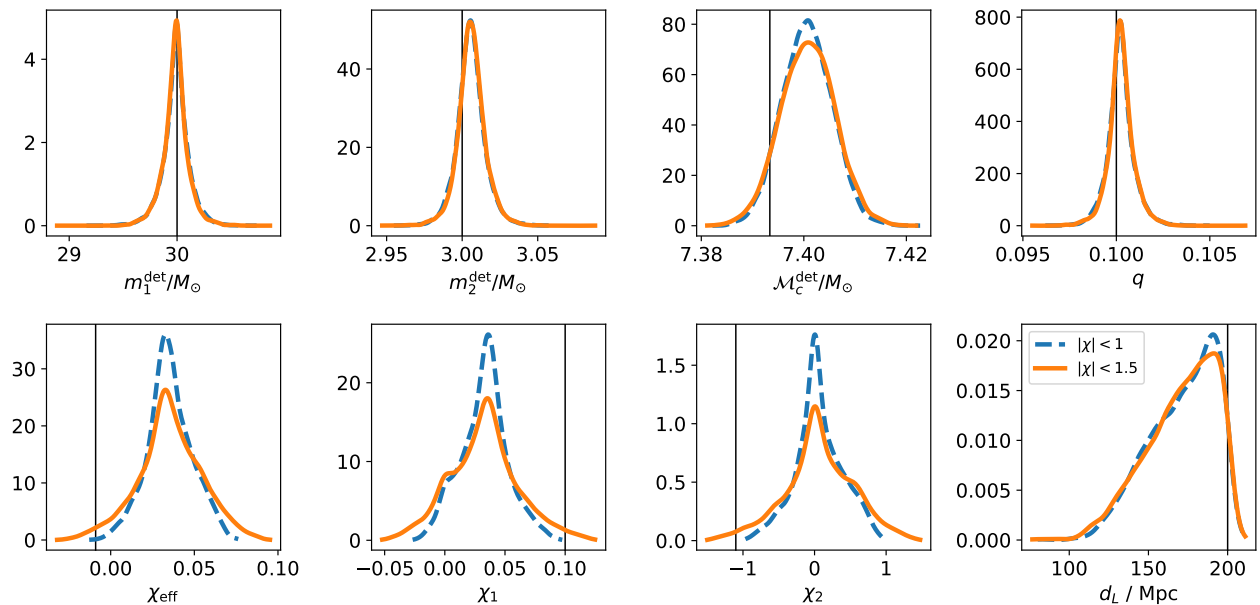 0 2 4
29 30
m₁^det/M⊙
0 20 40
2.95 3.00 3.05
m₂^det/M⊙
0 20 40 60 80
7.38 7.40 7.42
ℳ_c^det/M⊙
0 200 400 600 800
0.095 0.100 0.105
q
0 10 20 30
0.00 0.05 0.10
χ_eff
0 10 20
−0.05 0.00 0.05 0.10
χ₁
0.0 0.5 1.0 1.5
−1 0 1
χ₂
0.000 0.005 0.010 0.015 0.020
|χ| < 1
|χ| < 1.5
100 150 200
d_L / Mpc